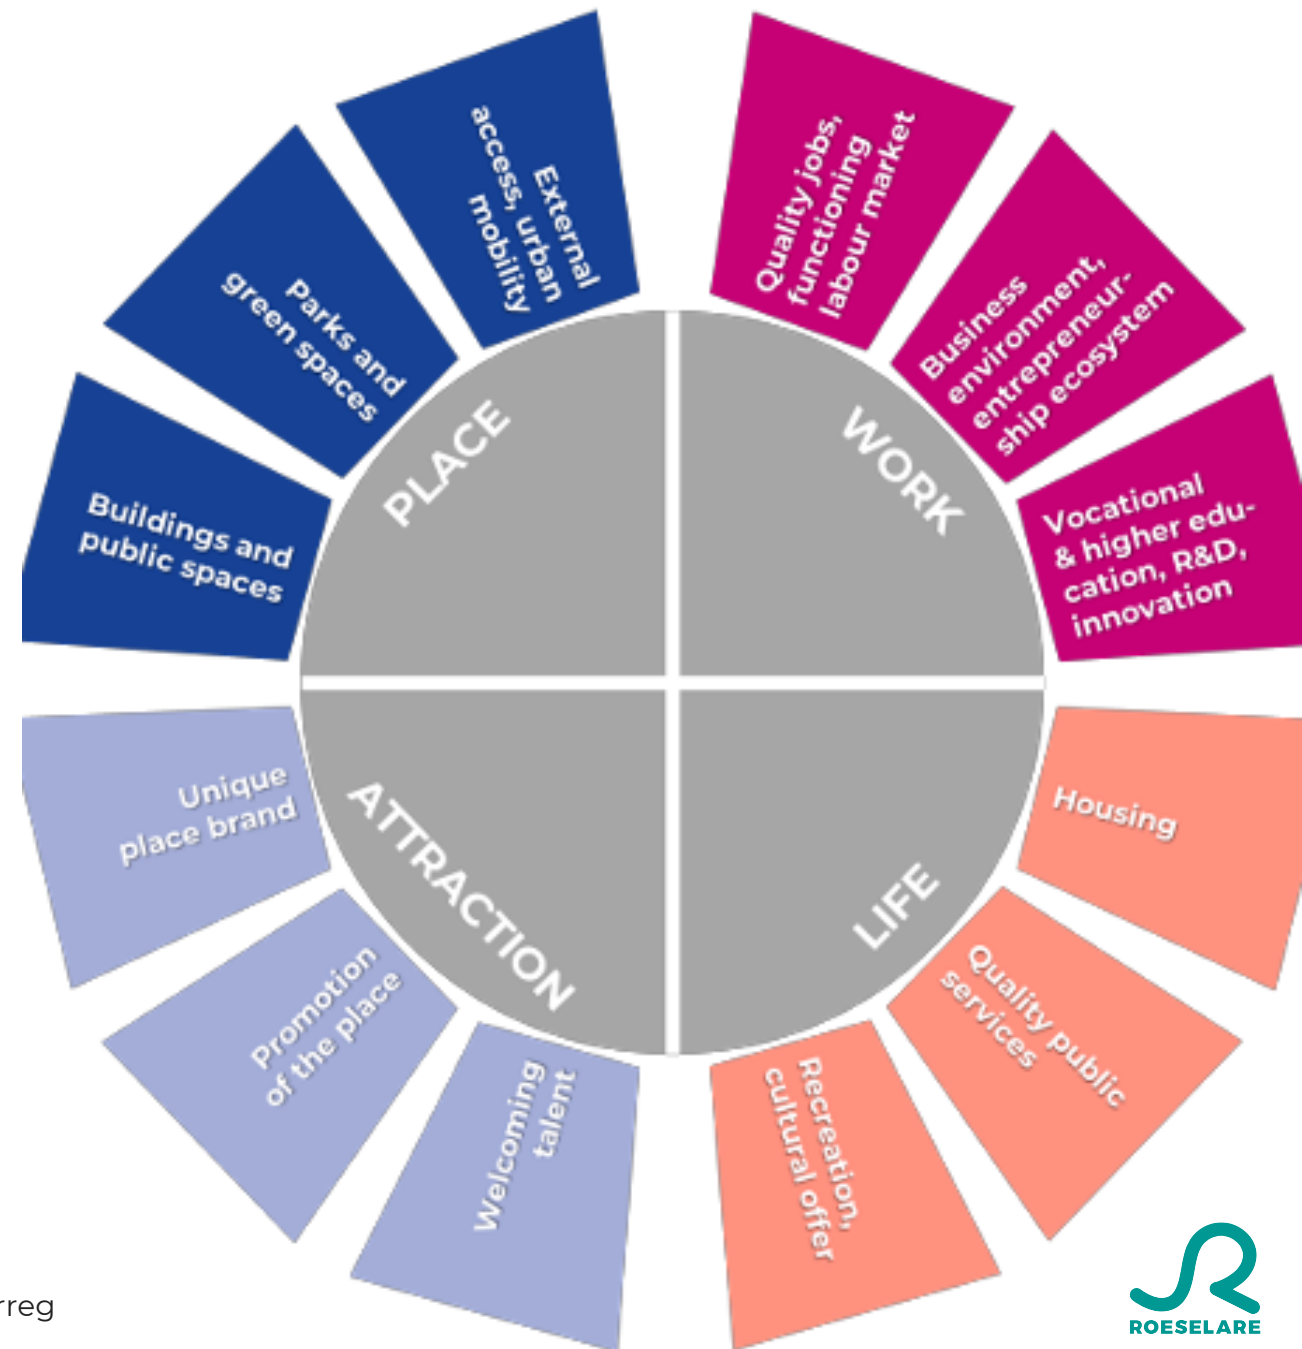 External
access, urban
mobility
Parks and
green spaces
Buildings and
public spaces
PLACE
Quality jobs,
functioning
labour market
Business
environment,
entrepreneur-
ship ecosystem
Vocational
& higher edu-
cation, R&D,
innovation
WORK
Unique
place brand
Promotion
of the place
Welcoming
talent
ATTRACTION
Housing
Quality public
services
Recreation,
cultural offer
LIFE
rreg
ROESELARE